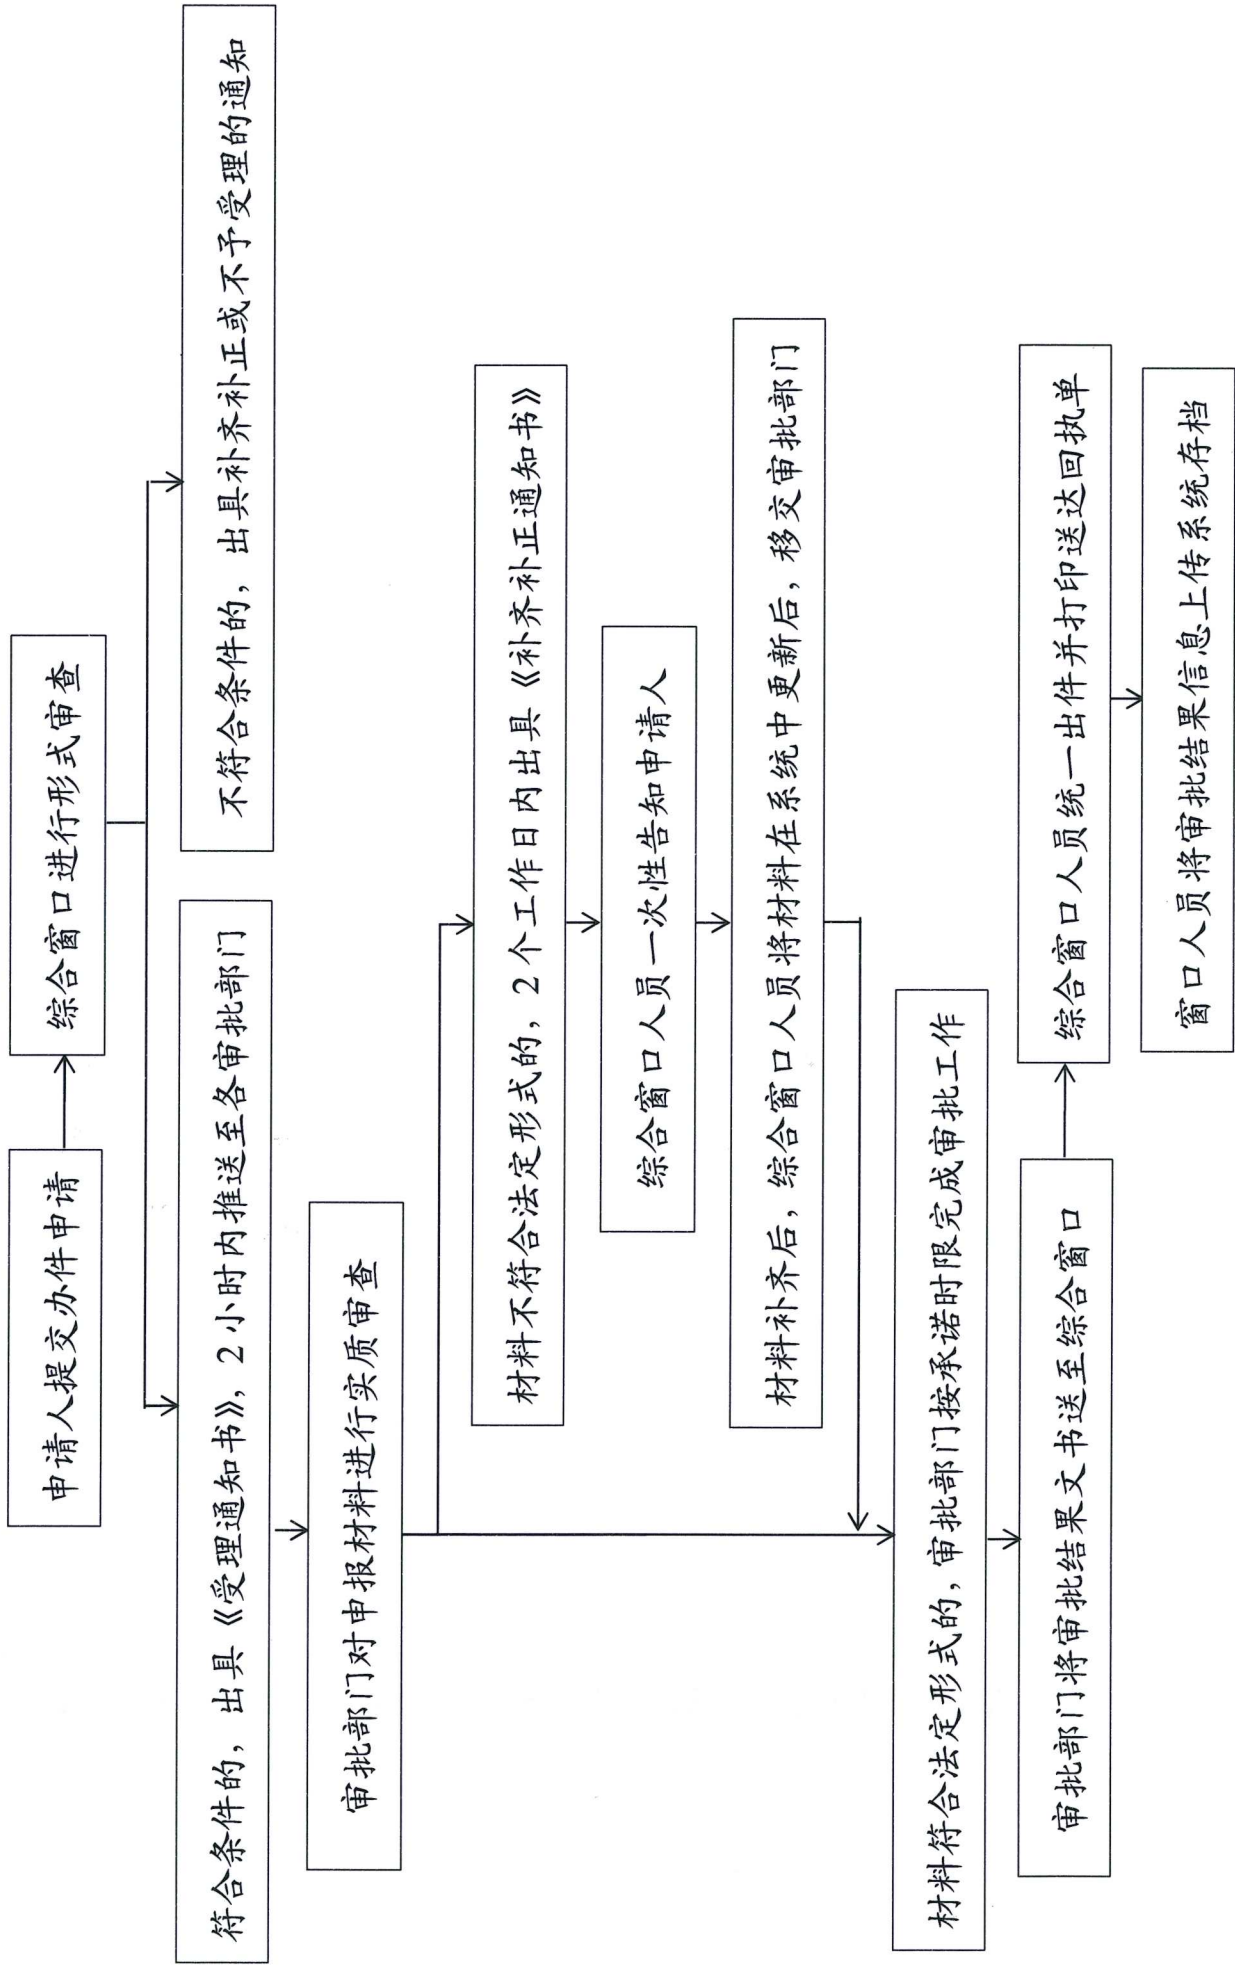 申请人提交办件申请
综合窗口进行形式审查
符合条件的，出具《受理通知书》，2小时内推送至各审批部门
不符合条件的，出具补齐补正或不予受理的通知
审批部门对申报材料进行实质审查
材料不符合法定形式的，2个工作日内出具《补齐补正通知书》
综合窗口人员一次性告知申请人
材料补齐后，综合窗口人员将材料在系统中更新后，移交审批部门
材料符合法定形式的，审批部门按承诺时限完成审批工作
审批部门将审批结果文书送至综合窗口
综合窗口人员统一出件并打印送达回执单
窗口人员将审批结果信息上传系统存档